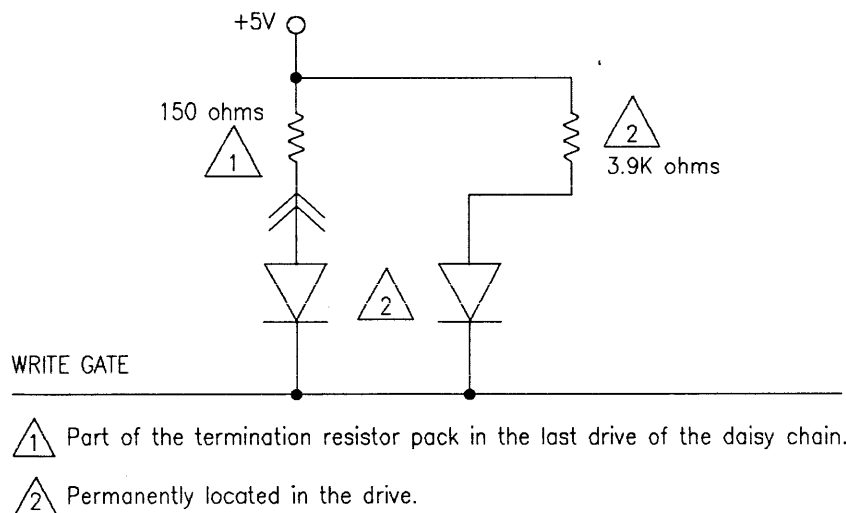 +5V
150 ohms
1
2
3.9K ohms
2
WRITE GATE
1 Part of the termination resistor pack in the last drive of the daisy chain.
2 Permanently located in the drive.